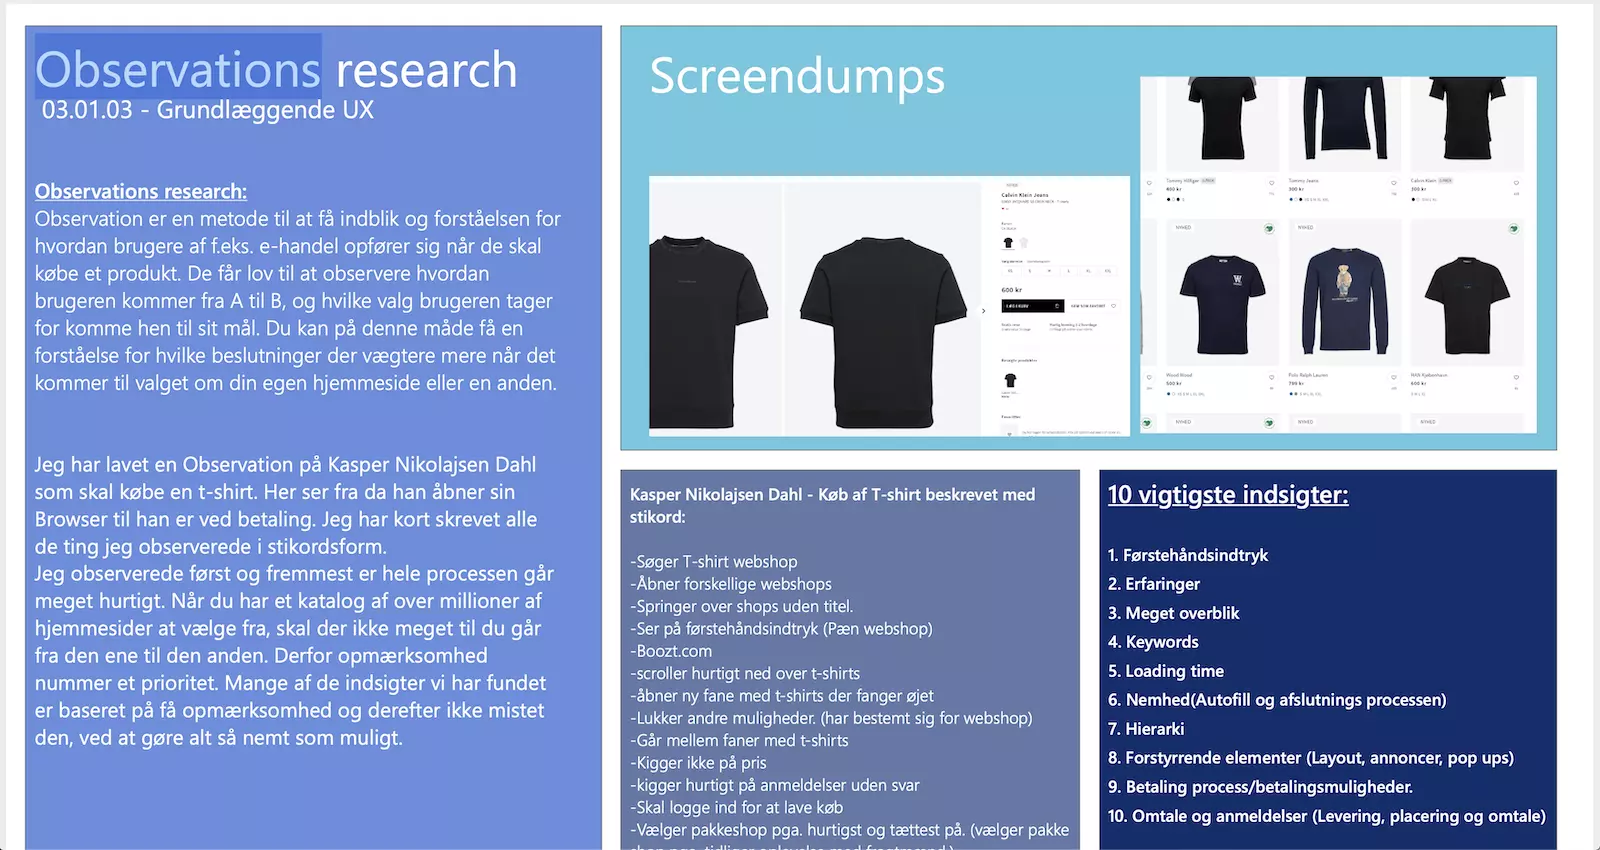 Observations research
03.01.03 - Grundlæggende UX
Observations research:
Observation er en metode til at få indblik og forståelsen for
hvordan brugere af f.eks. e-handel opfører sig når de skal
købe et produkt. De får lov til at observere hvordan
brugeren kommer fra A til B, og hvilke valg brugeren tager
for komme hen til sit mål. Du kan på denne måde få en
forståelse for hvilke beslutninger der vægtere mere når det
kommer til valget om din egen hjemmeside eller en anden.
Jeg har lavet en Observation på Kasper Nikolajsen Dahl
som skal købe en t-shirt. Her ser fra da han åbner sin
Browser til han er ved betaling. Jeg har kort skrevet alle
de ting jeg observerede i stikordsform.
Jeg observerede først og fremmest er hele processen går
meget hurtigt. Når du har et katalog af over millioner af
hjemmesider at vælge fra, skal der ikke meget til du går
fra den ene til den anden. Derfor opmærksomhed
nummer et prioritet. Mange af de indsigter vi har fundet
er baseret på få opmærksomhed og derefter ikke mistet
den, ved at gøre alt så nemt som muligt.
Screendumps
Calvin Klein Jeans
600 kr
Tommy Hilfiger
600 kr
Tommy Jeans
300 kr
Calvin Klein
305 kr
NYHED
NYHED
Wood Wood
500 kr
Polo Ralph Lauren
799 kr
600 kr
NYHED
NYHED
NYHED
Kasper Nikolajsen Dahl - Køb af T-shirt beskrevet med
stikord:
-Søger T-shirt webshop
-Åbner forskellige webshops
-Springer over shops uden titel.
-Ser på førstehåndsindtryk (Pæn webshop)
-Boozt.com
-scroller hurtigt ned over t-shirts
-åbner ny fane med t-shirts der fanger øjet
-Lukker andre muligheder. (har bestemt sig for webshop)
-Går mellem faner med t-shirts
-Kigger ikke på pris
-kigger hurtigt på anmeldelser uden svar
-Skal logge ind for at lave køb
-Vælger pakkeshop pga. hurtigst og tættest på. (vælger pakke
10 vigtigste indsigter:
1. Førstehåndsindtryk
2. Erfaringer
3. Meget overblik
4. Keywords
5. Loading time
6. Nemhed(Autofill og afslutnings processen)
7. Hierarki
8. Forstyrrende elementer (Layout, annoncer, pop ups)
9. Betaling process/betalingsmuligheder.
10. Omtale og anmeldelser (Levering, placering og omtale)